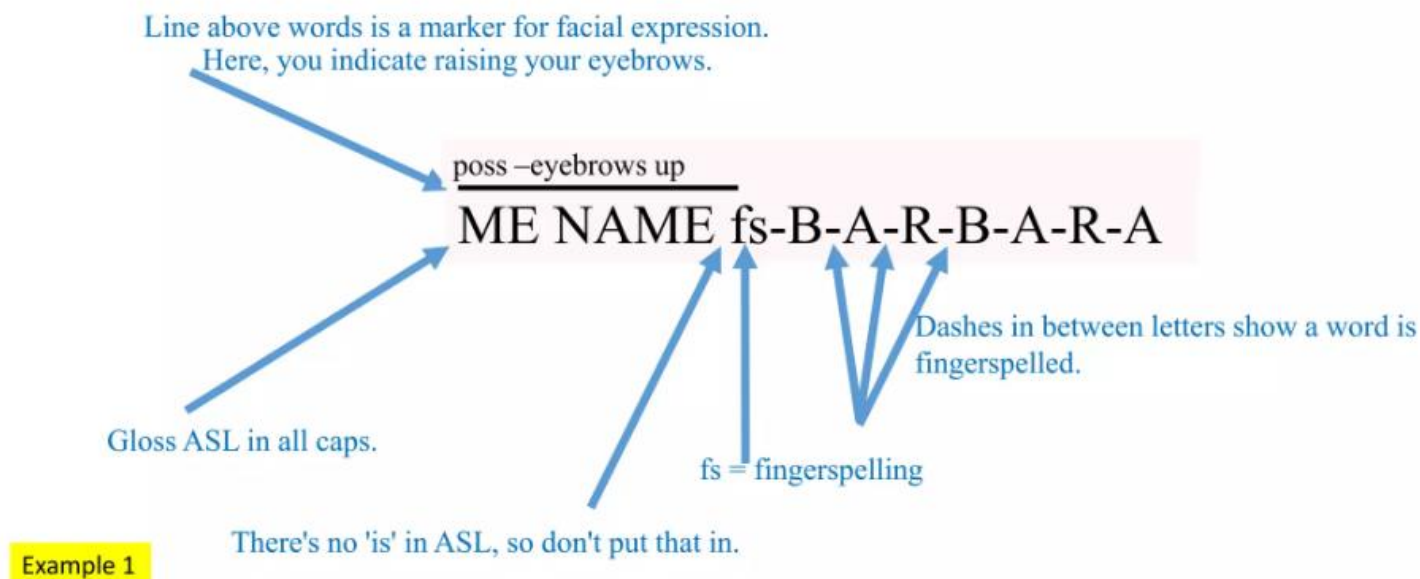 Line above words is a marker for facial expression.
Here, you indicate raising your eyebrows.
poss –eyebrows up
ME NAME fs-B-A-R-B-A-R-A
Dashes in between letters show a word is
fingerspelled.
Gloss ASL in all caps.
fs = fingerspelling
There's no 'is' in ASL, so don't put that in.
Example 1